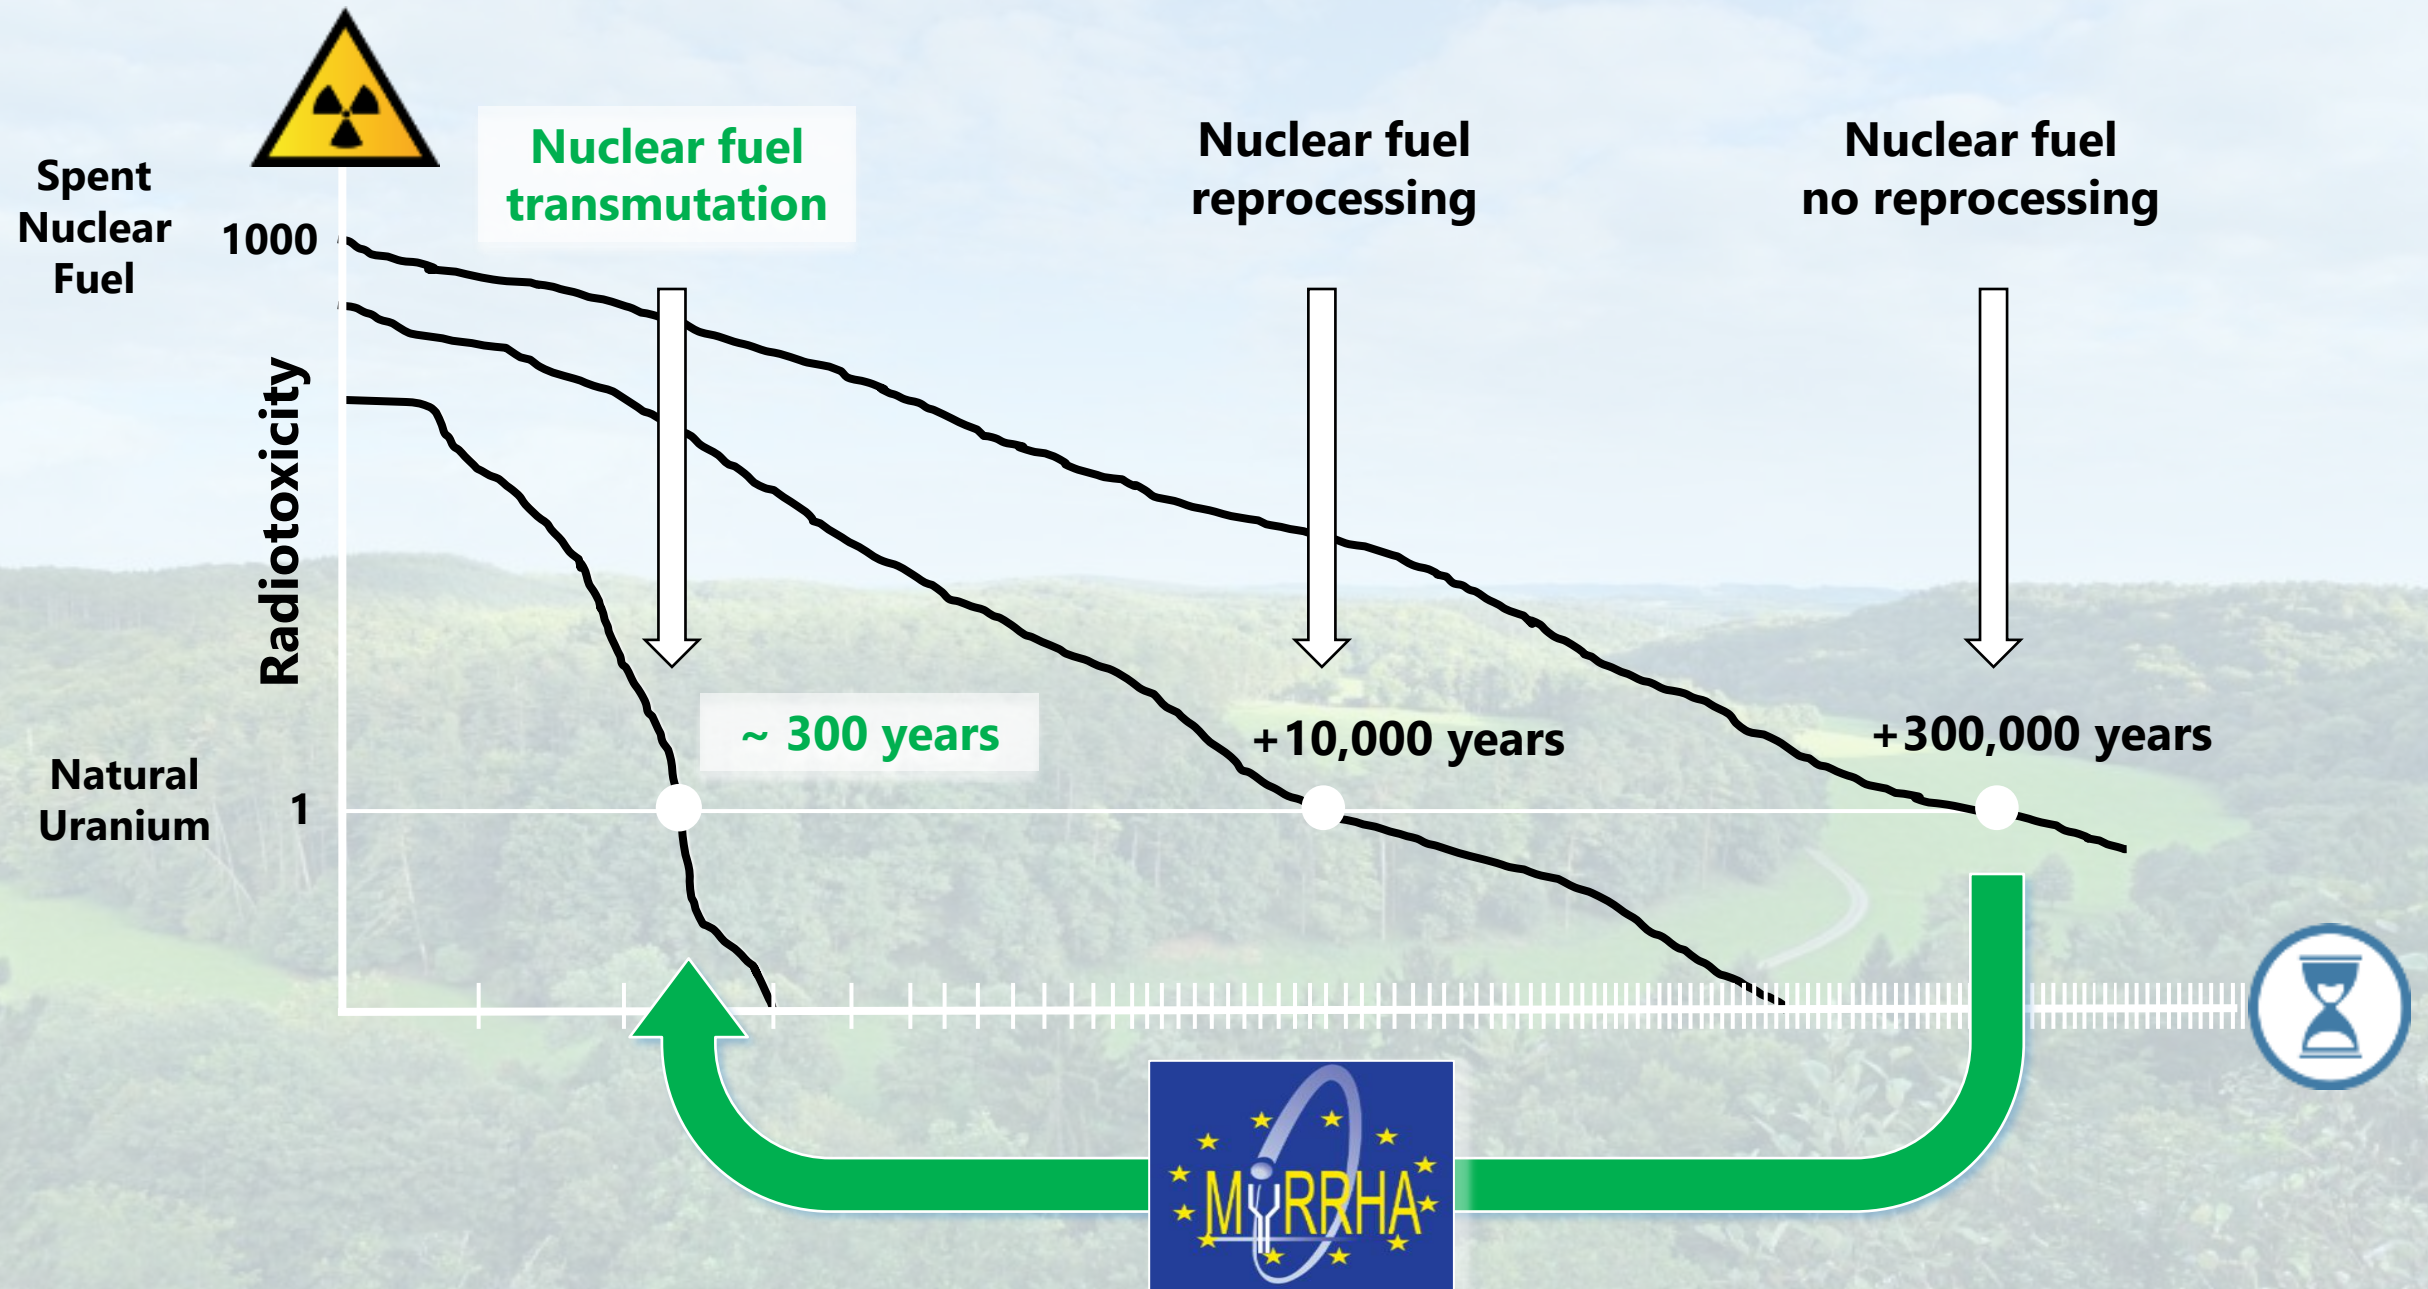 Nuclear fuel
transmutation
Nuclear fuel
reprocessing
Nuclear fuel
no reprocessing
Spent
Nuclear
Fuel
1000
Radiotoxicity
~ 300 years
+10,000 years
+300,000 years
Natural
Uranium
1
MYRRHA